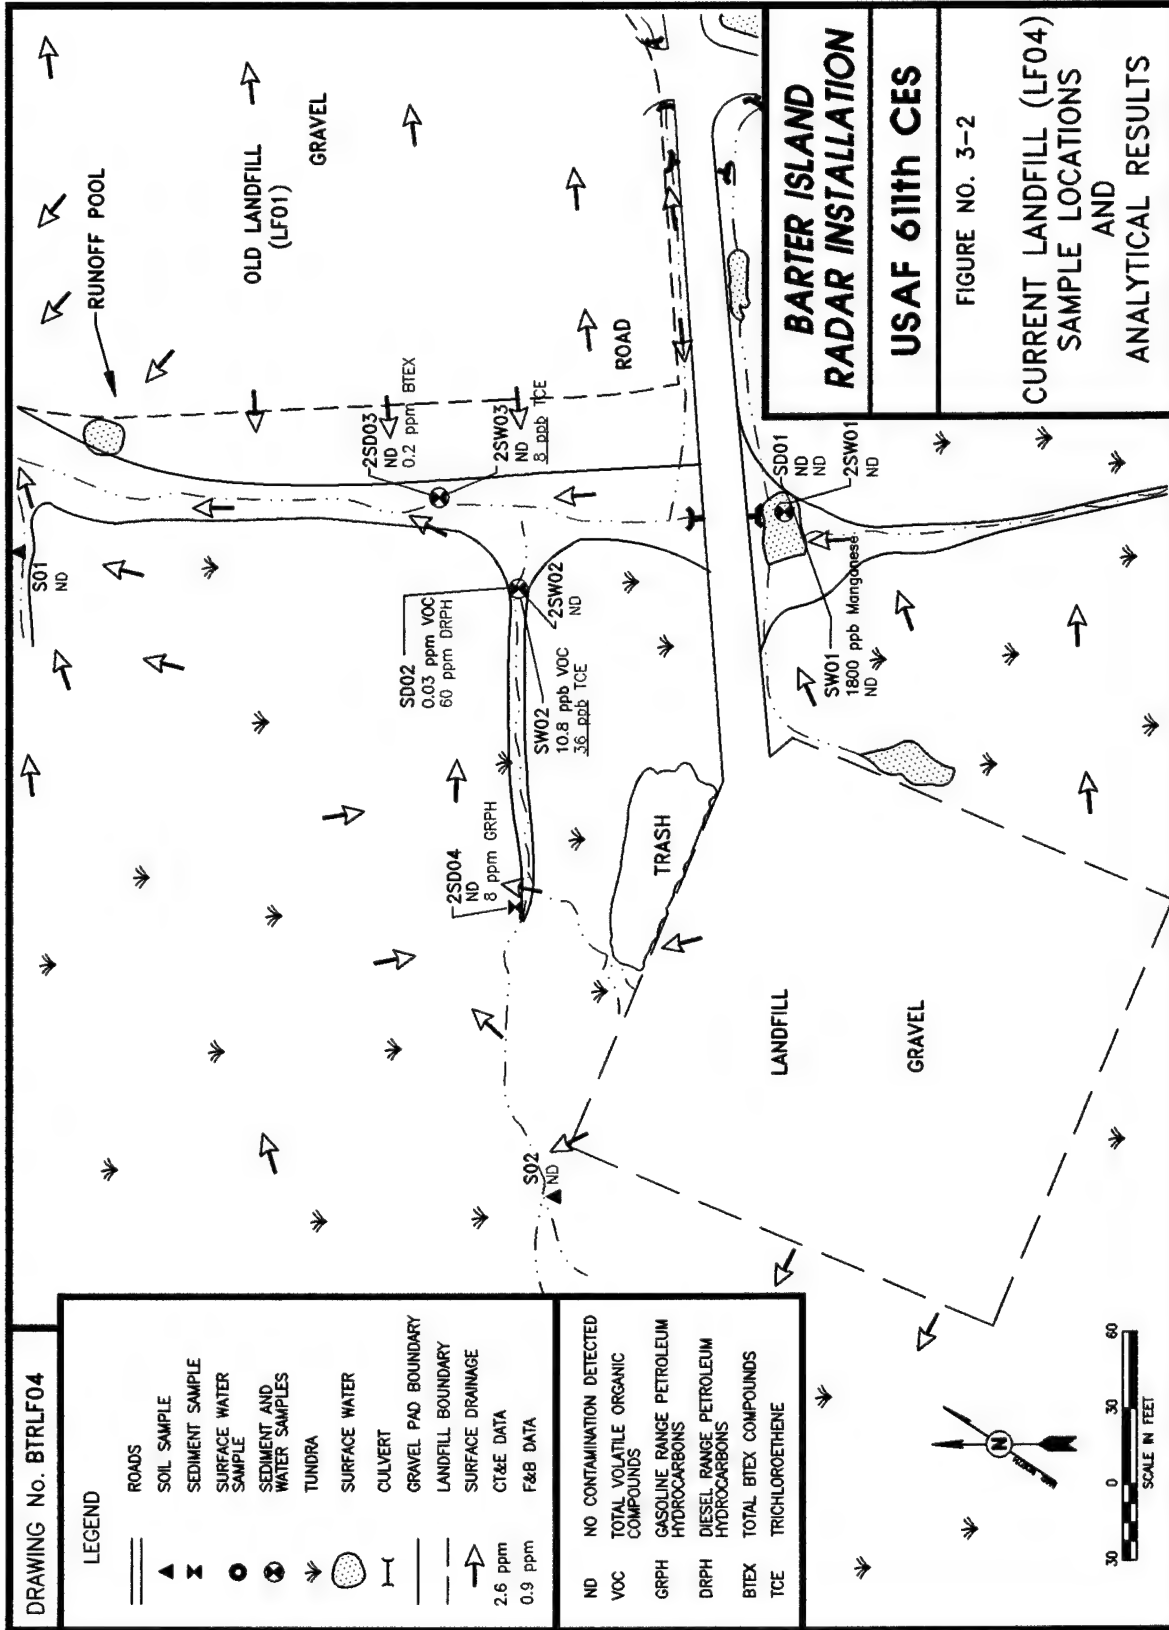 DRAWING No. BTRLF04
LEGEND
ROADS
SOIL SAMPLE
SEDIMENT SAMPLE
SURFACE WATER
SAMPLE
SEDIMENT AND
WATER SAMPLES
TUNDRA
SURFACE WATER
CULVERT
GRAVEL PAD BOUNDARY
LANDFILL BOUNDARY
SURFACE DRAINAGE
2.6 ppm CT&E DATA
0.9 ppm F&B DATA
ND NO CONTAMINATION DETECTED
VOC TOTAL VOLATILE ORGANIC
COMPOUNDS
GRPH GASOLINE RANGE PETROLEUM
HYDROCARBONS
DRPH DIESEL RANGE PETROLEUM
HYDROCARBONS
BTEX TOTAL BTEX COMPOUNDS
TCE TRICHLOROETHENE
N
30 0 30 60
SCALE IN FEET
S02
ND
S01
ND
2SD04
ND
8 ppm GRPH
SD02
0.03 ppm VOC
60 ppm DRPH
SW02
10.8 ppb VOC
36 ppb TCE
2SW02
ND
2SD03
ND
0.2 ppm BTEX
2SW03
ND
8 ppb TCE
RUNOFF POOL
OLD LANDFILL
(LF01)
GRAVEL
ROAD
TRASH
LANDFILL
GRAVEL
SW01
1800 ppb Manganese
ND
SD01
ND
ND
2SW01
ND
BARTER ISLAND
RADAR INSTALLATION
USAF 611th CES
FIGURE NO. 3-2
CURRENT LANDFILL (LF04)
SAMPLE LOCATIONS
AND
ANALYTICAL RESULTS